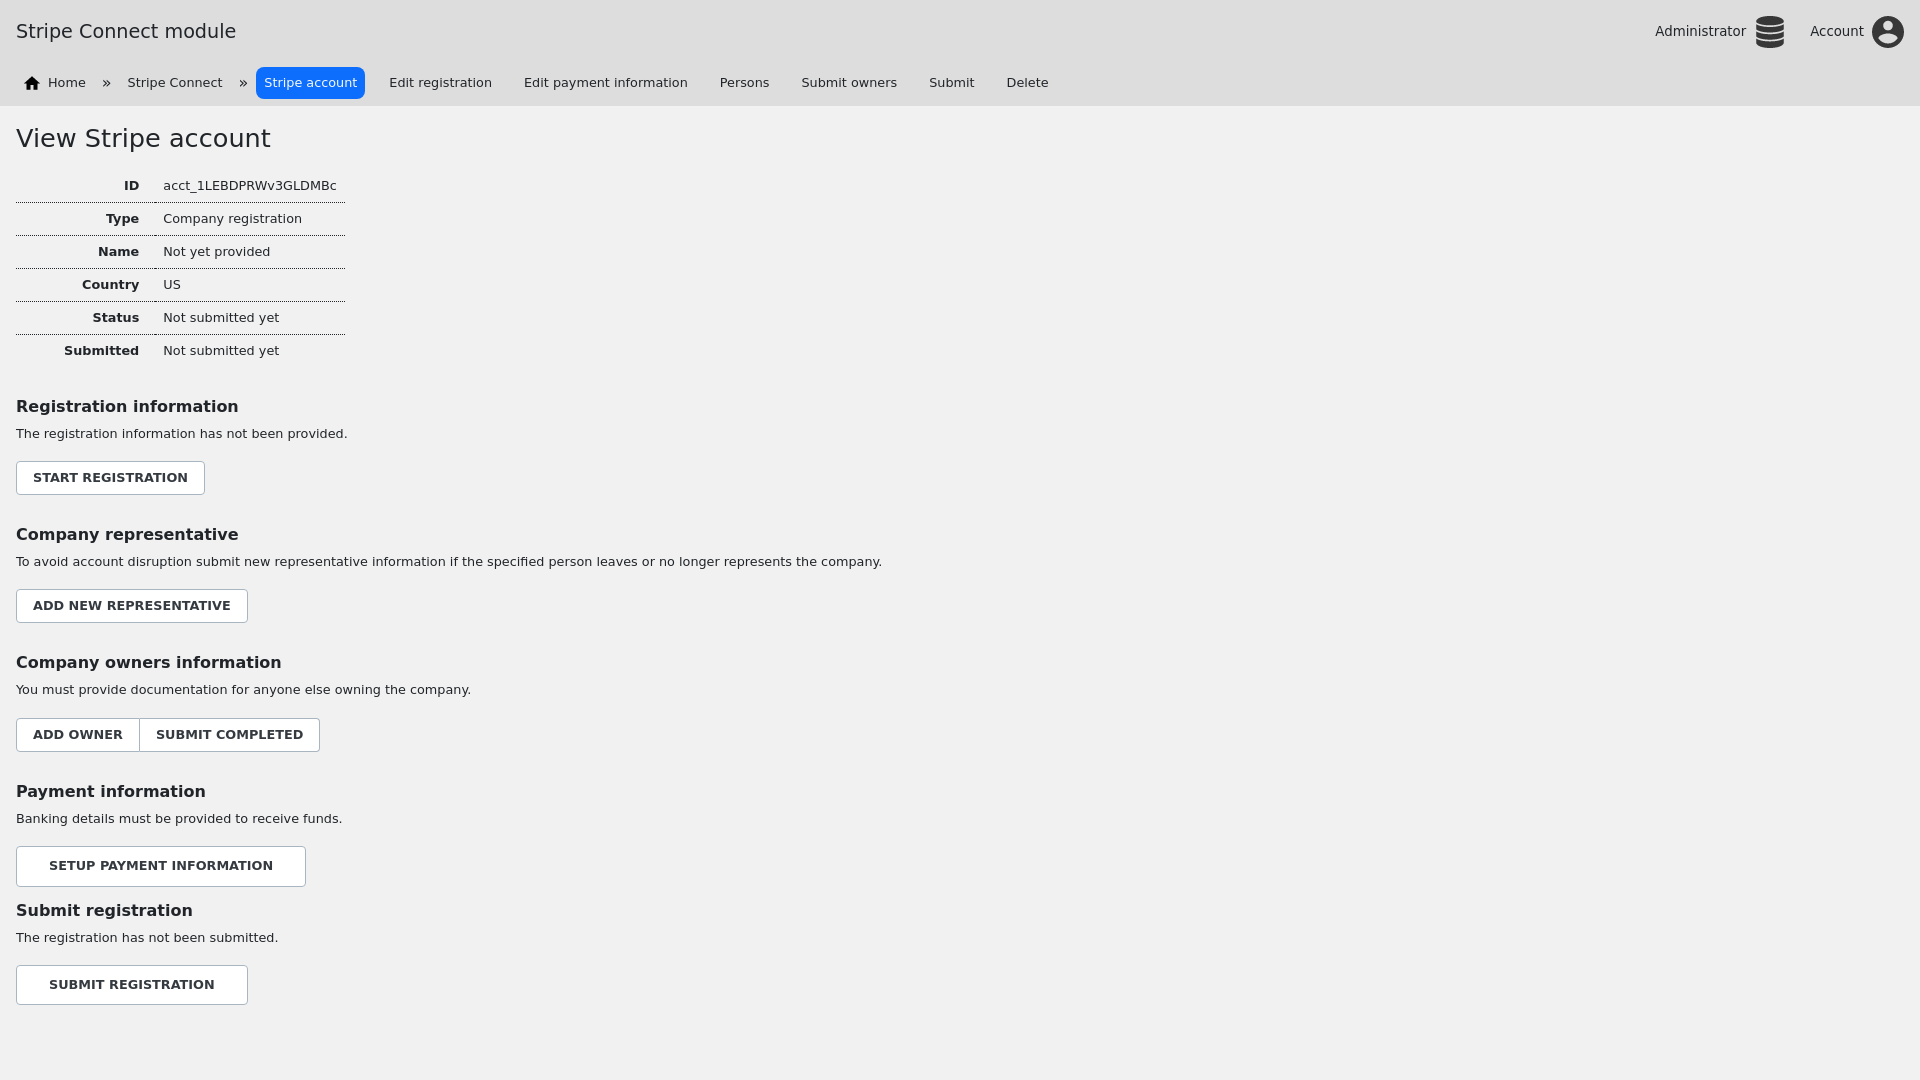 Stripe Connect module
Administrator
Account
Home » Stripe Connect » Stripe account Edit registration Edit payment information Persons Submit owners Submit Delete
View Stripe account
ID acct_1LEBDPRWv3GLDMBc
Type Company registration
Name Not yet provided
Country US
Status Not submitted yet
Submitted Not submitted yet
Registration information
The registration information has not been provided.
START REGISTRATION
Company representative
To avoid account disruption submit new representative information if the specified person leaves or no longer represents the company.
ADD NEW REPRESENTATIVE
Company owners information
You must provide documentation for anyone else owning the company.
ADD OWNER SUBMIT COMPLETED
Payment information
Banking details must be provided to receive funds.
SETUP PAYMENT INFORMATION
Submit registration
The registration has not been submitted.
SUBMIT REGISTRATION